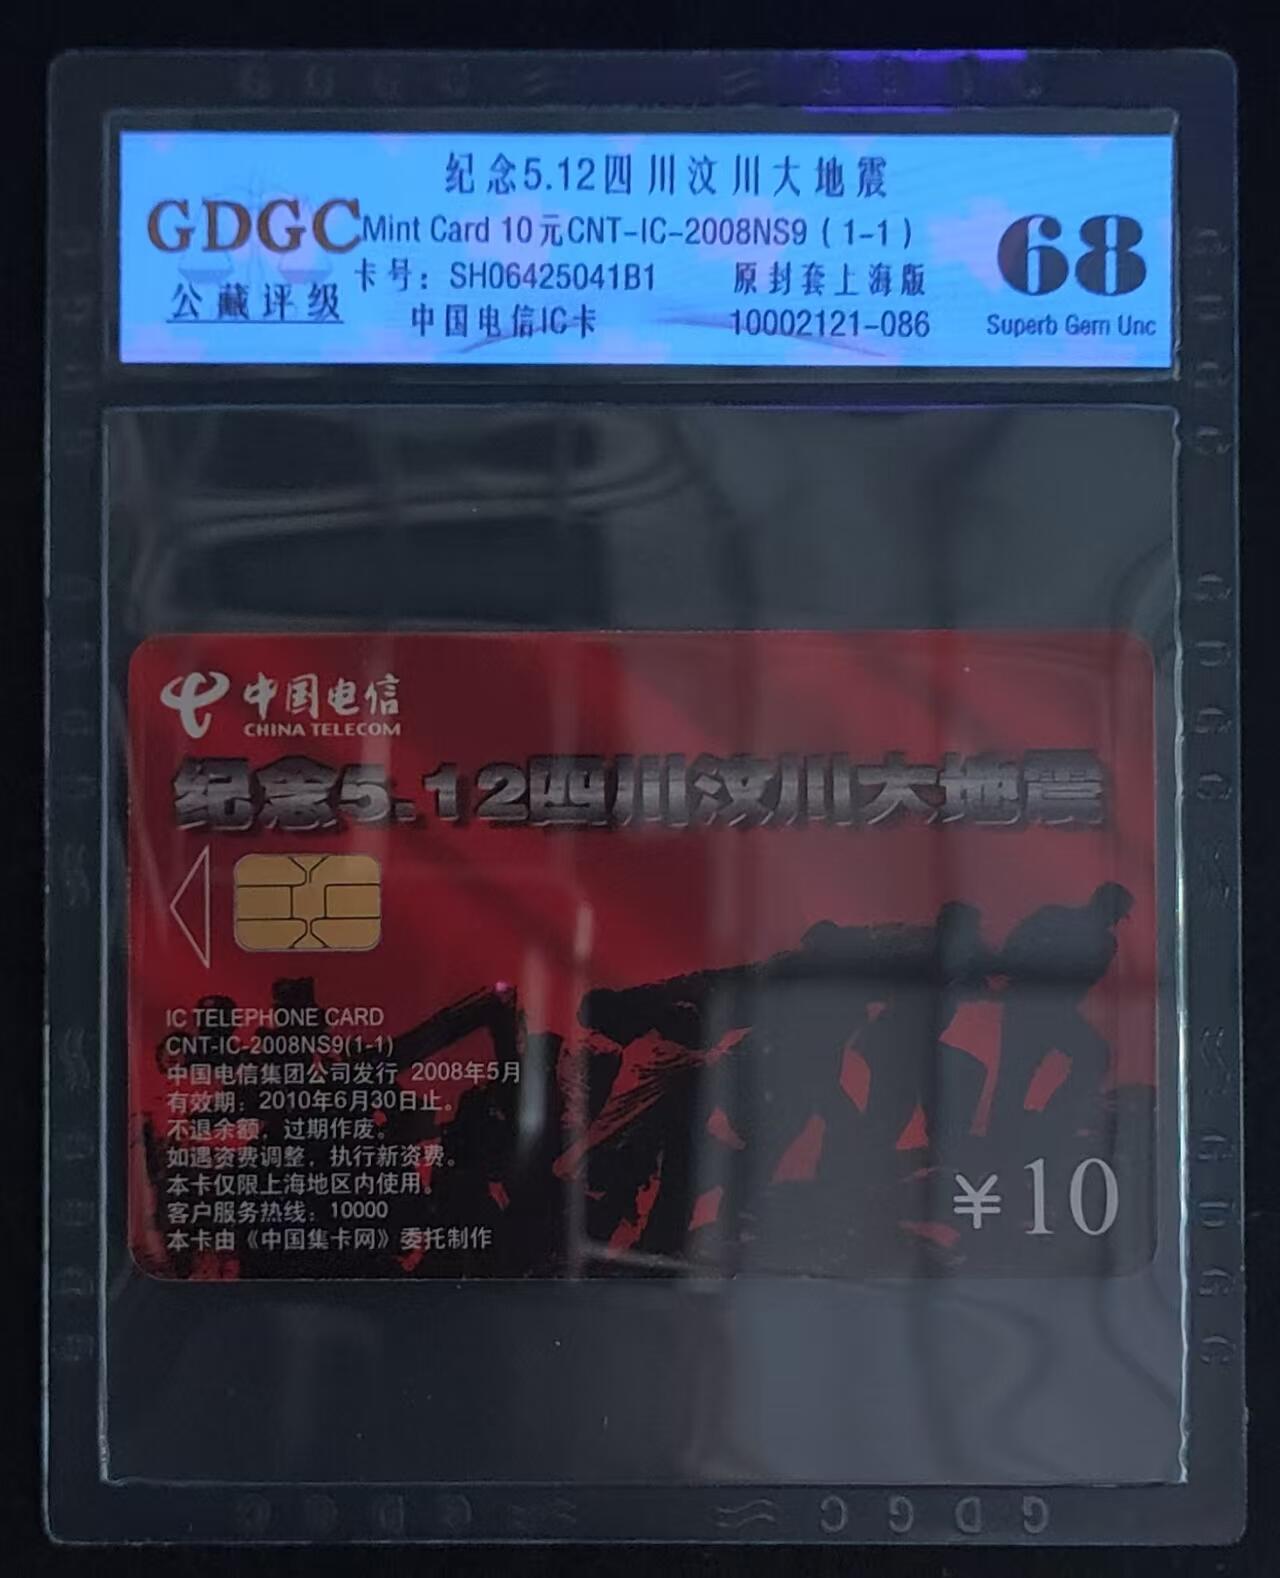 纪念5.12四川汶川大地震
GDGC
Mint Card 10元CNT-IC-2008NS9（1-1）
68
卡号：SH06425041B1 原封套上海版
公藏评级
中国电信IC卡 10002121-086
Superb Gem Unc
中国电信
CHINA TELECOM
纪念5.12四川汶川大地震
IC TELEPHONE CARD
CNT-IC-2008NS9(1-1)
中国电信集团公司发行 2008年5月
有效期：2010年6月30日止。
不退余额，过期作废。
如遇资费调整，执行新资费。
本卡仅限上海地区内使用。
客户服务热线：10000
本卡由《中国集卡网》委托制作
¥10
GDGC